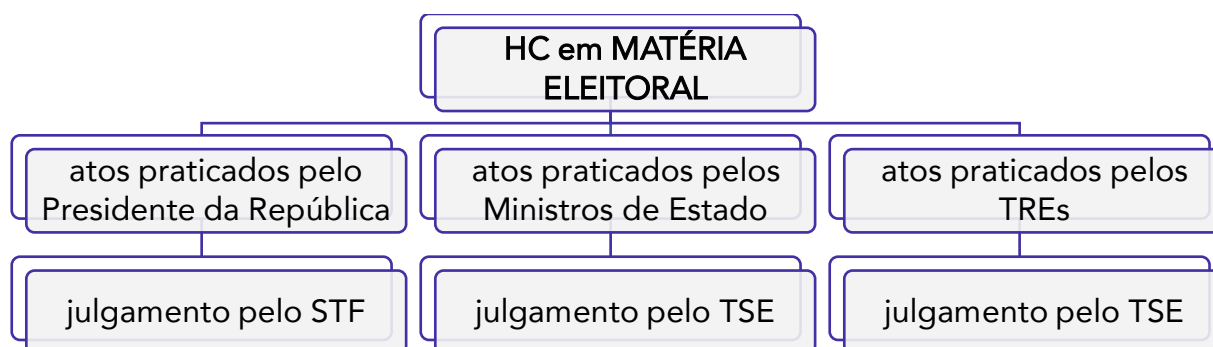 HC em MATÉRIA
ELEITORAL
atos praticados pelo
Presidente da República
atos praticados pelos
Ministros de Estado
atos praticados pelos
TREs
julgamento pelo STF
julgamento pelo TSE
julgamento pelo TSE